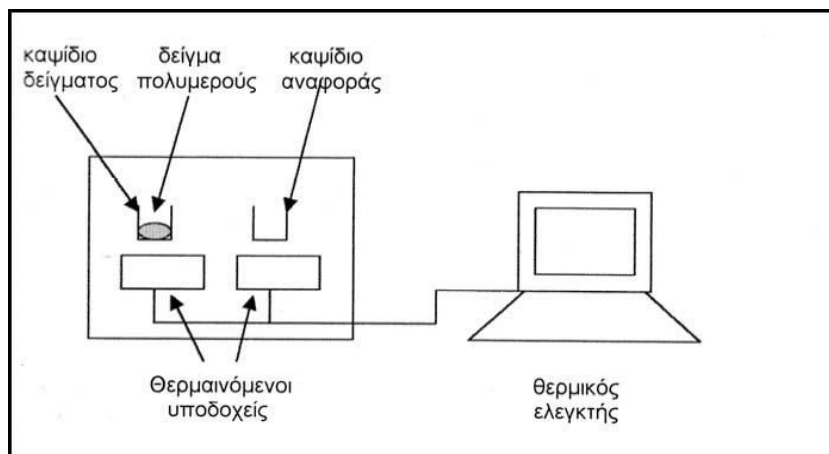 καψίδιο
δείγματος
δείγμα
πολυμερούς
καψίδιο
αναφοράς
Θερμαινόμενοι
υποδοχείς
θερμικός
ελεγκτής